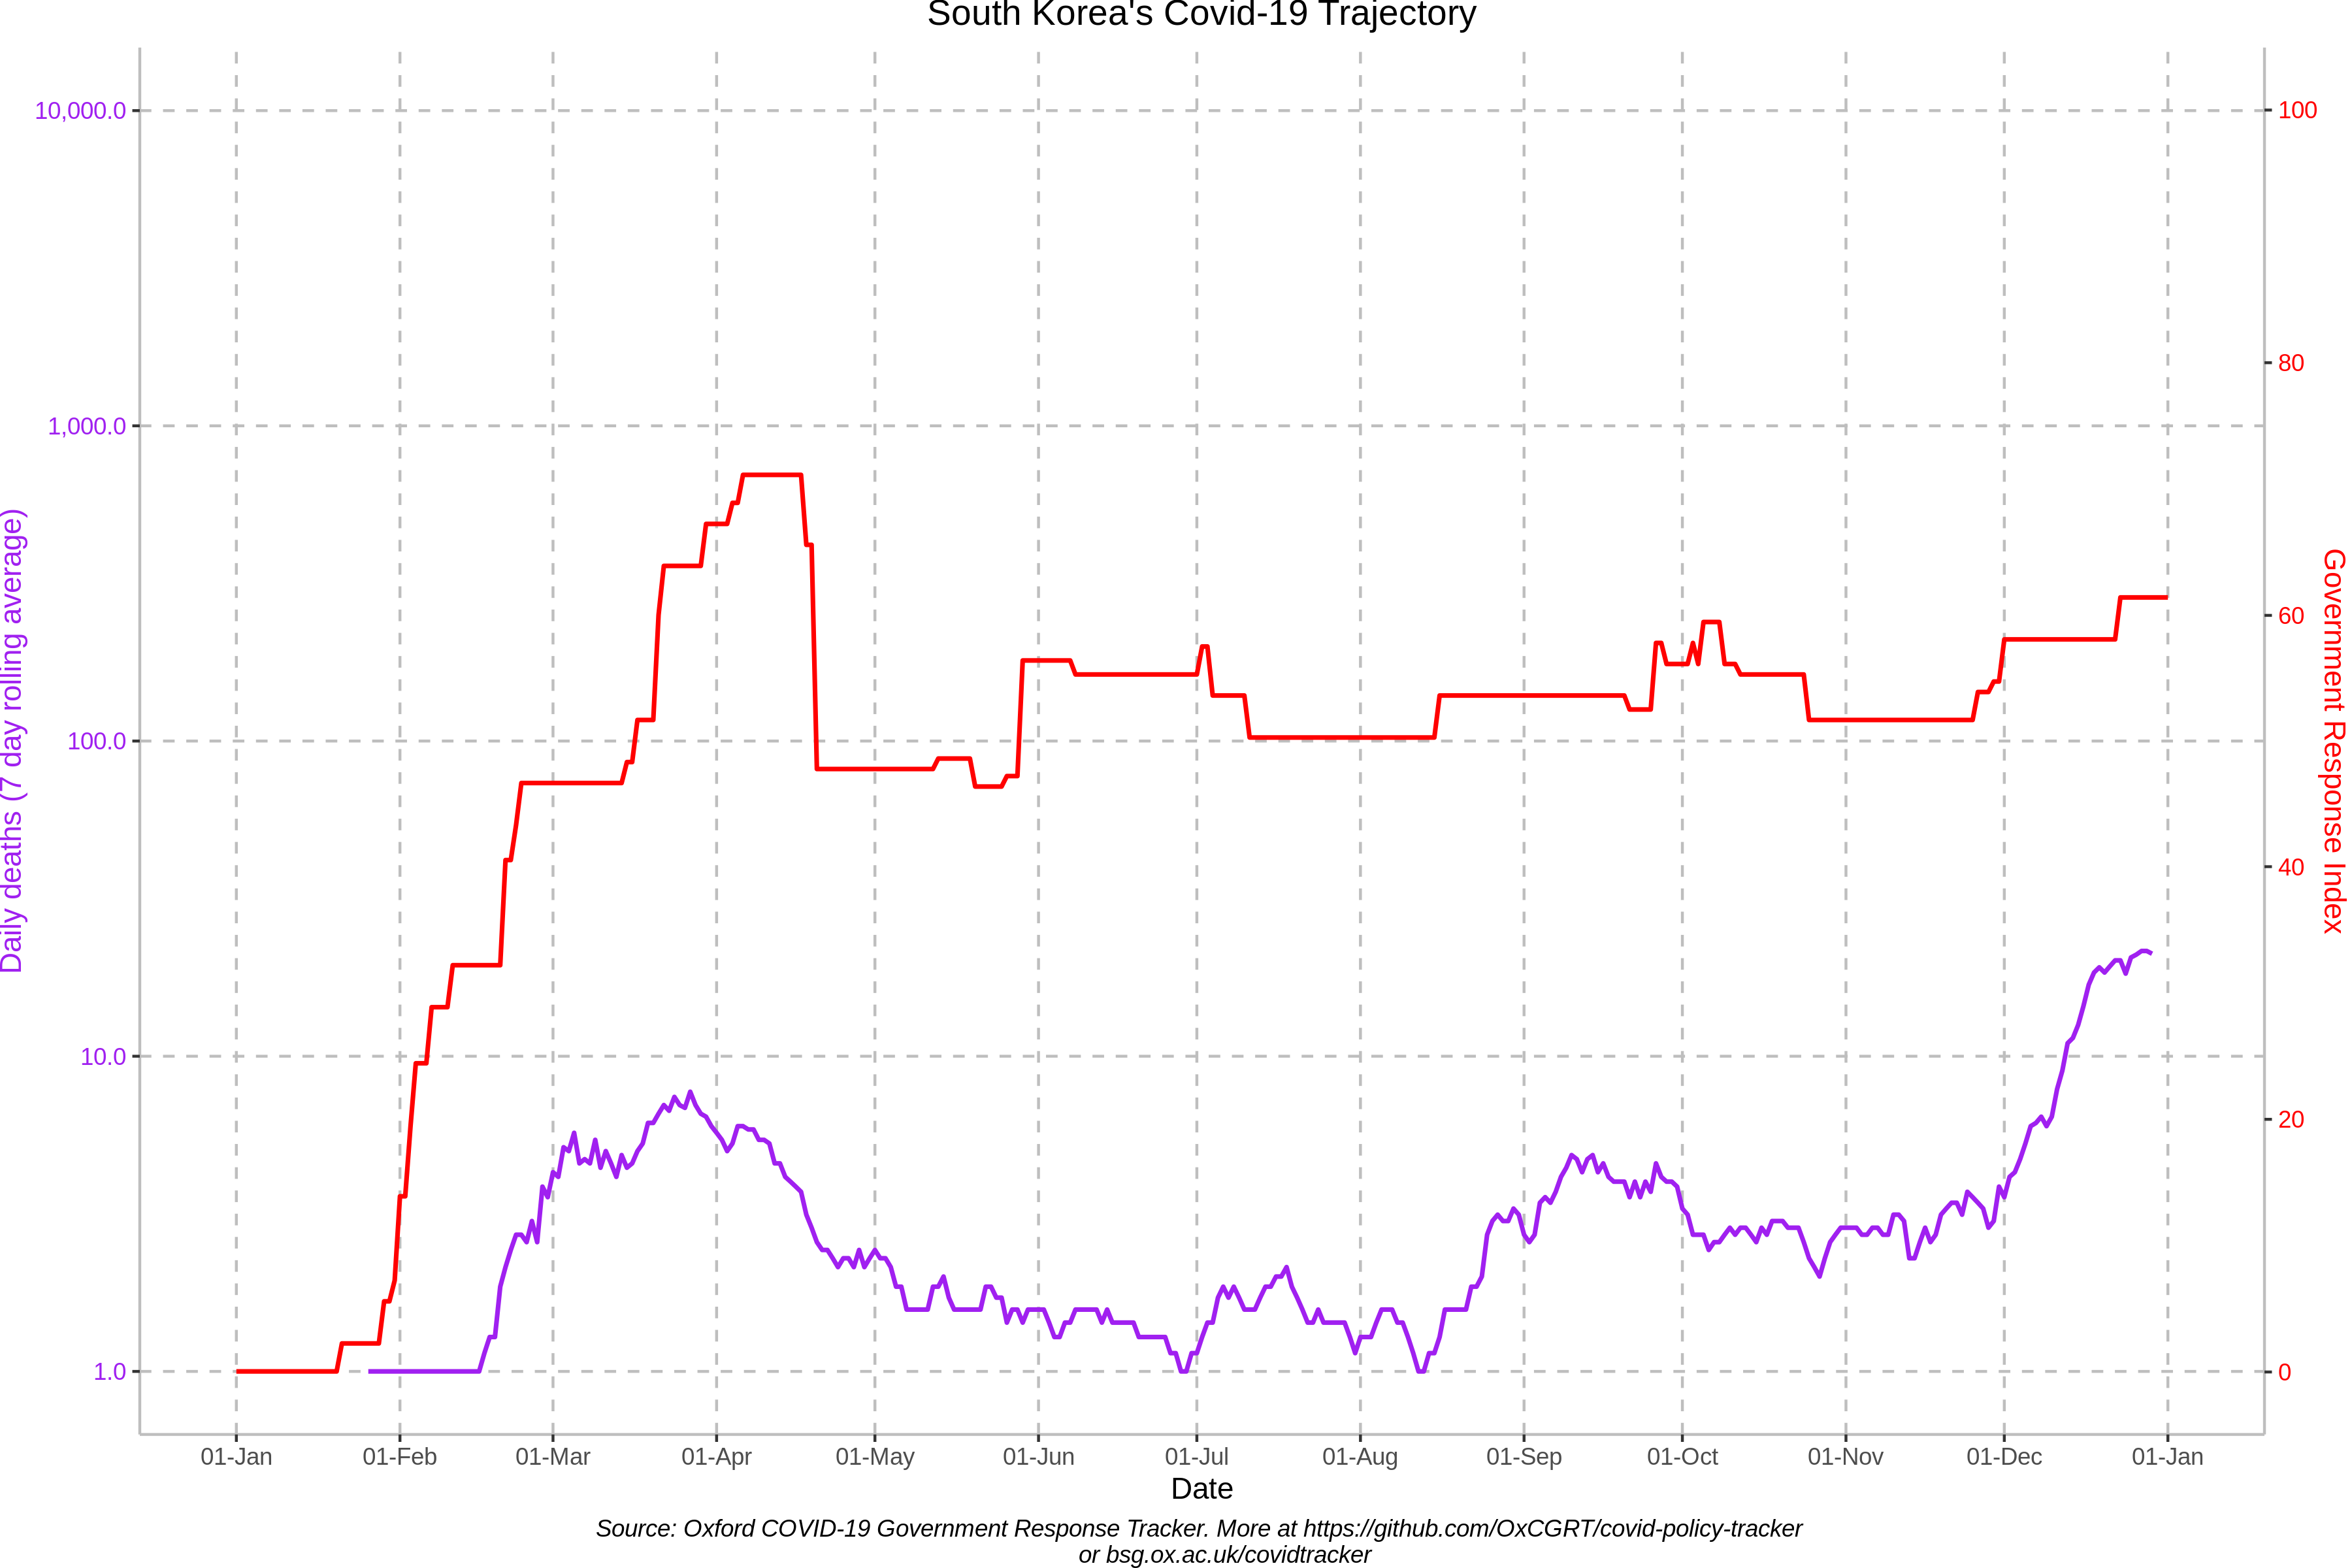 South Korea's Covid-19 Trajectory
10,000.0
1,000.0
100.0
10.0
1.0
Daily deaths (7 day rolling average)
100
80
60
40
20
0
Government Response Index
01-Jan 01-Feb 01-Mar 01-Apr 01-May 01-Jun 01-Jul 01-Aug 01-Sep 01-Oct 01-Nov 01-Dec 01-Jan
Date
Source: Oxford COVID-19 Government Response Tracker. More at https://github.com/OxCGRT/covid-policy-tracker
or bsg.ox.ac.uk/covidtracker